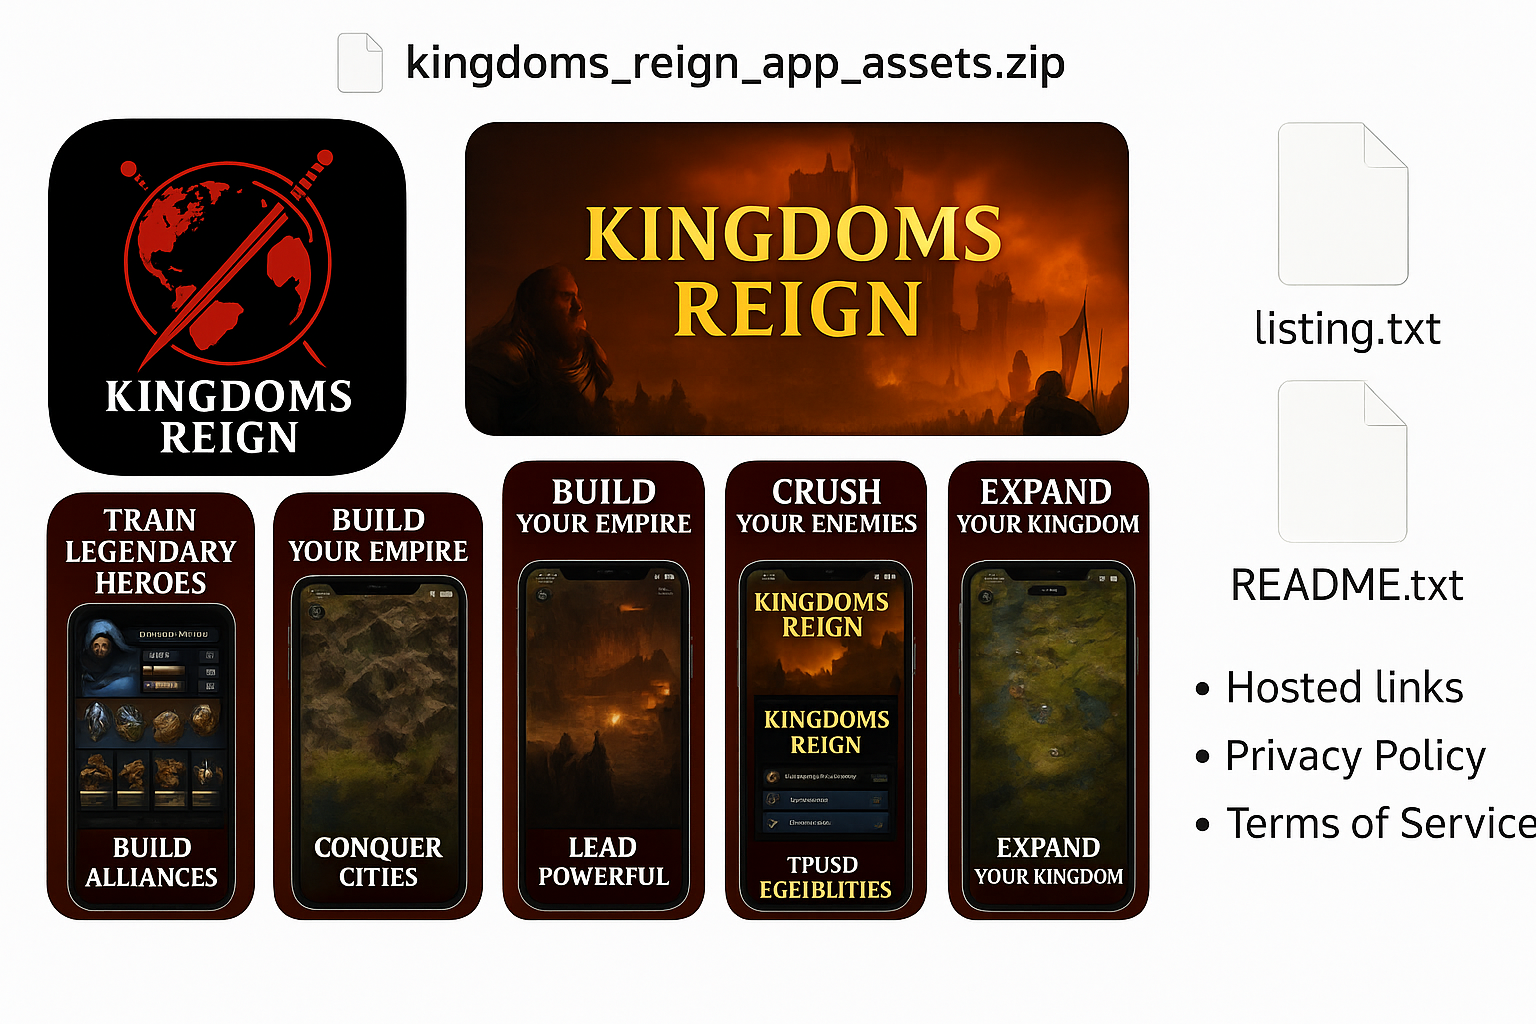 kingdoms_reign_app_assets.zip
KINGDOMS
REIGN
KINGDOMS
REIGN
listing.txt
README.txt
• Hosted links
• Privacy Policy
• Terms of Service
TRAIN
LEGENDARY
HEROES
BUILD
ALLIANCES
BUILD
YOUR EMPIRE
CONQUER
CITIES
BUILD
YOUR EMPIRE
LEAD
POWERFUL
CRUSH
YOUR ENEMIES
KINGDOMS
REIGN
KINGDOMS
REIGN
TPUSD
EGEIBLITIES
EXPAND
YOUR KINGDOM
EXPAND
YOUR KINGDOM